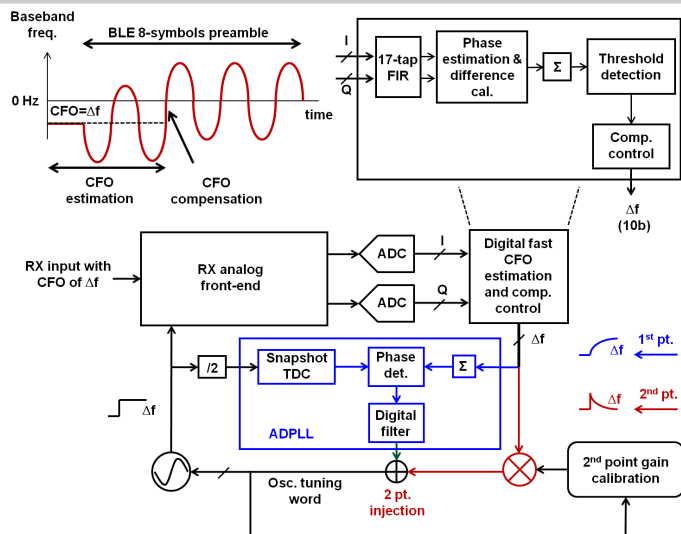 Baseband
freq.
BLE 8-symbols preamble
0 Hz
CFO=Δf
time
CFO
estimation
CFO
compensation
I
Q
17-tap
FIR
Phase
estimation &
difference
cal.
Σ
Threshold
detection
Comp.
control
Δf
(10b)
RX input with
CFO of Δf
RX analog
front-end
ADC
I
ADC
Q
Digital fast
CFO
estimation
and comp.
control
Δf
Δf
1st pt.
Δf
2nd pt.
/2
Snapshot
TDC
Phase
det.
Σ
Digital
filter
ADPLL
Δf
Osc. tuning
word
2 pt.
injection
2nd point gain
calibration